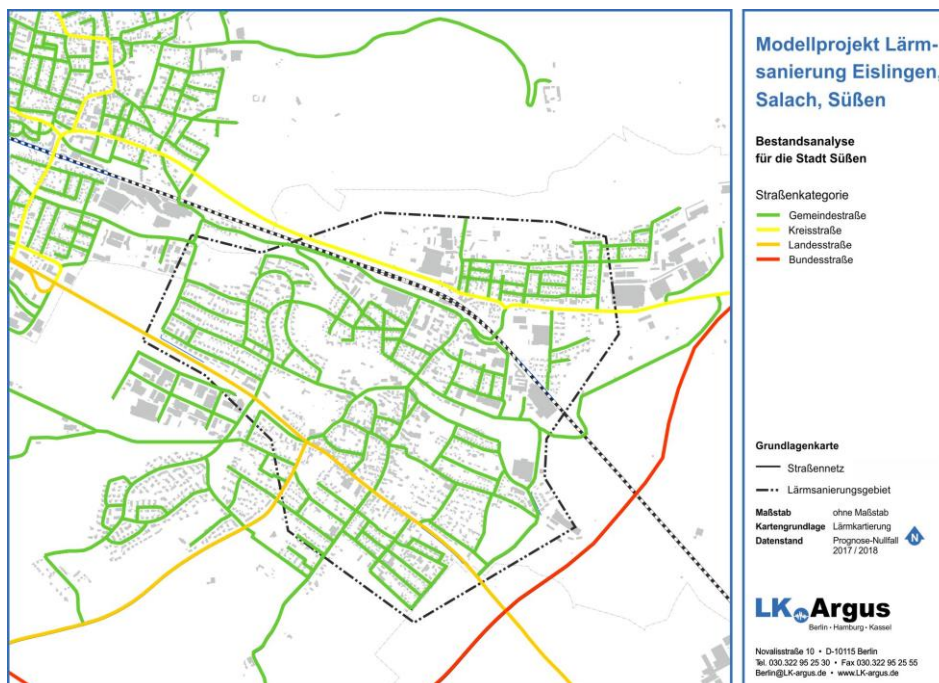 Modellprojekt Lärm-
sanierung Eislingen,
Salach, Süßen
Bestandsanalyse
für die Stadt Süßen
Straßenkategorie
Gemeindestraße
Kreisstraße
Landesstraße
Bundesstraße
Grundlagenkarte
Straßennetz
Lärmsanierungsgebiet
Maßstab ohne Maßstab
Kartengrundlage Lärmkartierung
Datenstand Prognose-Nullfall
2017 / 2018
N
LK Argus
Berlin • Hamburg • Kassel
Novalisstraße 10 • D-10115 Berlin
Tel. 030.322 95 25 30 • Fax 030.322 95 25 55
Berlin@LK-argus.de • www.LK-argus.de